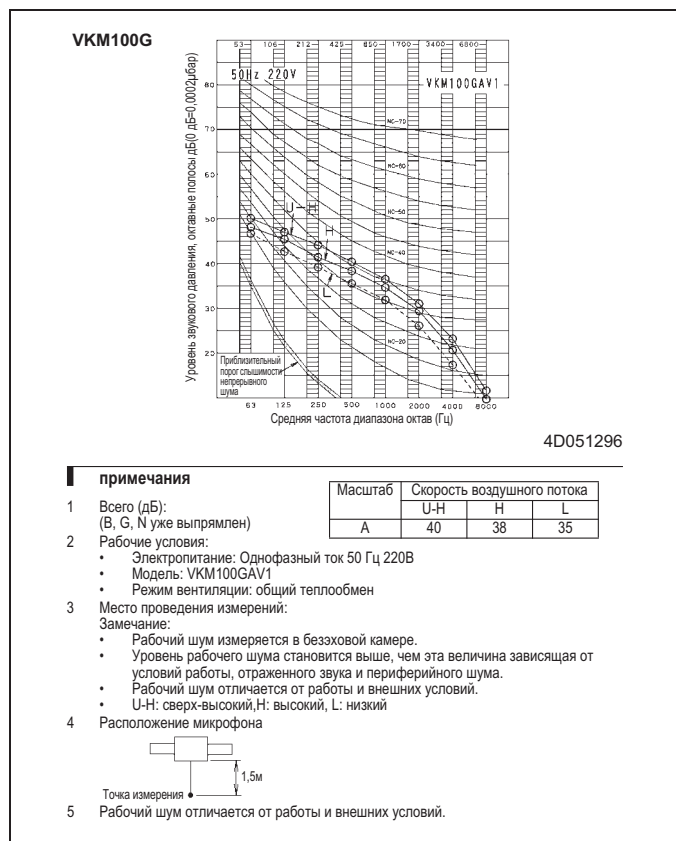 VKM100G
53 106 212 425 850 1700 3400 6800
50Hz 220V
VKM100GAV1
80
70
60
50
40
30
20
NC-70
NC-60
NC-50
NC-40
NC-20
U-H
H
L
Уровень звукового давления, октавные полосы дБ(0 дБ=0,0002µбар)
Приблизительный
порог слышимости
непрерывного
шума
63 125 250 500 1000 2000 4000 8000
Средняя частота диапазона октав (Гц)
4D051296
примечания
1 Всего (дБ):
(B, G, N уже выпрямлен)
Масштаб Скорость воздушного потока
U-H H L
A 40 38 35
2 Рабочие условия:
• Электропитание: Однофазный ток 50 Гц 220В
• Модель: VKM100GAV1
• Режим вентиляции: общий теплообмен
3 Место проведения измерений:
Замечание:
• Рабочий шум измеряется в безэховой камере.
• Уровень рабочего шума становится выше, чем эта величина зависящая от
условий работы, отраженного звука и периферийного шума.
• Рабочий шум отличается от работы и внешних условий.
• U-H: сверх-высокий,H: высокий, L: низкий
4 Расположение микрофона
1,5м
Точка измерения
5 Рабочий шум отличается от работы и внешних условий.